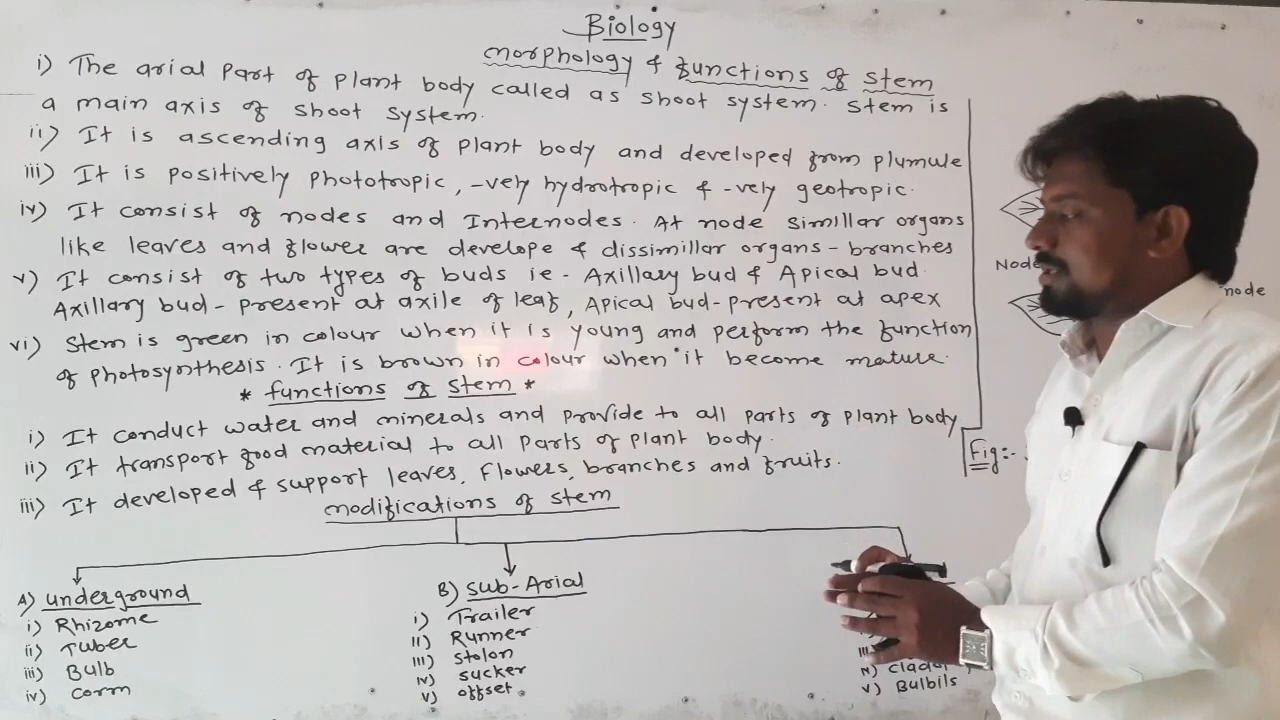 Biology
morphology & functions of stem
i) The arial part of plant body called as shoot system. Stem is
a main axis of shoot system.
ii) It is ascending axis of plant body and developed from plumule
iii) It is positively phototropic, -vely hydrotropic & -vely geotropic.
iv) It consist of nodes and Internodes. At node simillar organs
like leaves and flower are develope & dissimillar organs - branches
v) It consist of two types of buds ie - Axillary bud & Apical bud.
Axillary bud - present at axile of leaf, Apical bud - present at apex
vi) Stem is green in colour when it is young and perform the function
of photosynthesis. It is brown in colour when it become mature.
* functions of stem *
i) It conduct water and minerals and provide to all parts of plant body
ii) It transport food material to all parts of plant body.
iii) It developed & support leaves, flowers, branches and fruits.
modifications of stem
A) underground
i) Rhizome
ii) Tuber
iii) Bulb
iv) corm
B) sub-Arial
i) Trailer
II) Runner
III) stolon
IV) sucker
V) offset.
III)
IV)
V) Bulbils
Node
node
Fig:-